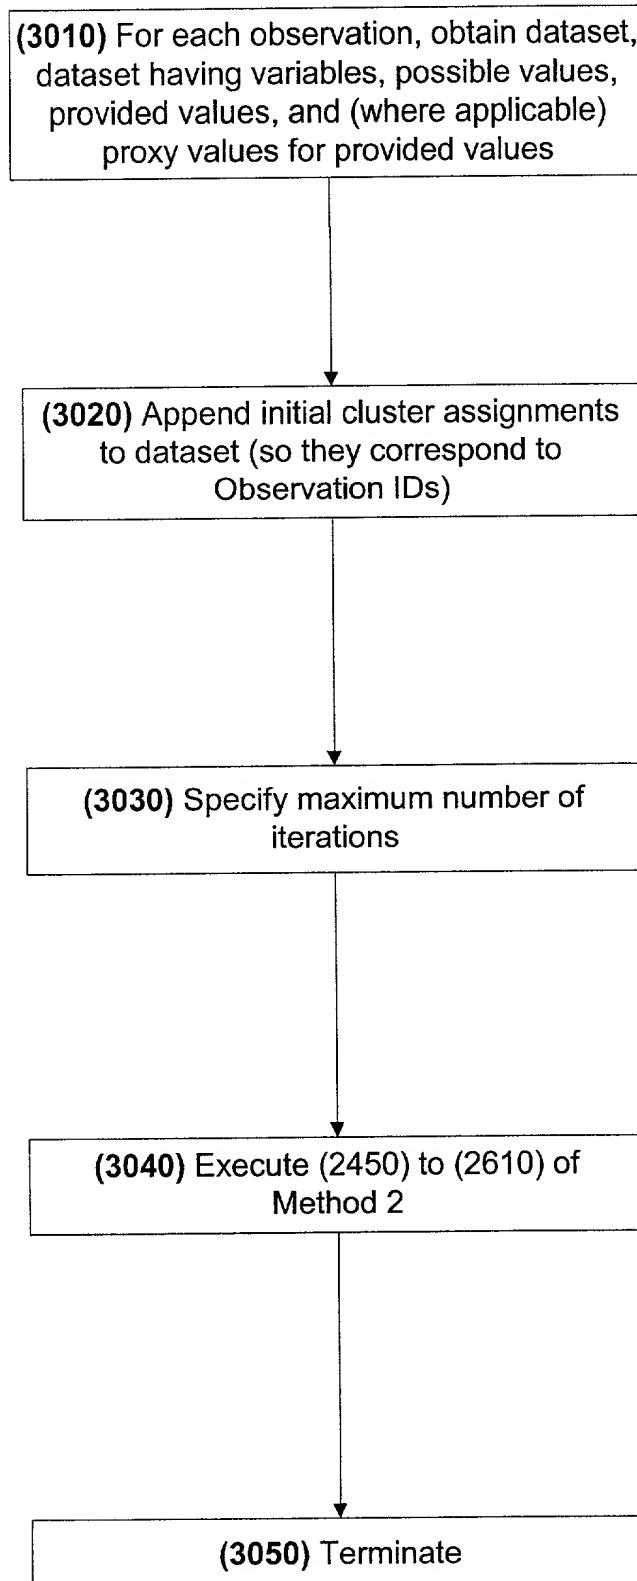 (3010) For each observation, obtain dataset,
dataset having variables, possible values,
provided values, and (where applicable)
proxy values for provided values
(3020) Append initial cluster assignments
to dataset (so they correspond to
Observation IDs)
(3030) Specify maximum number of
iterations
(3040) Execute (2450) to (2610) of
Method 2
(3050) Terminate